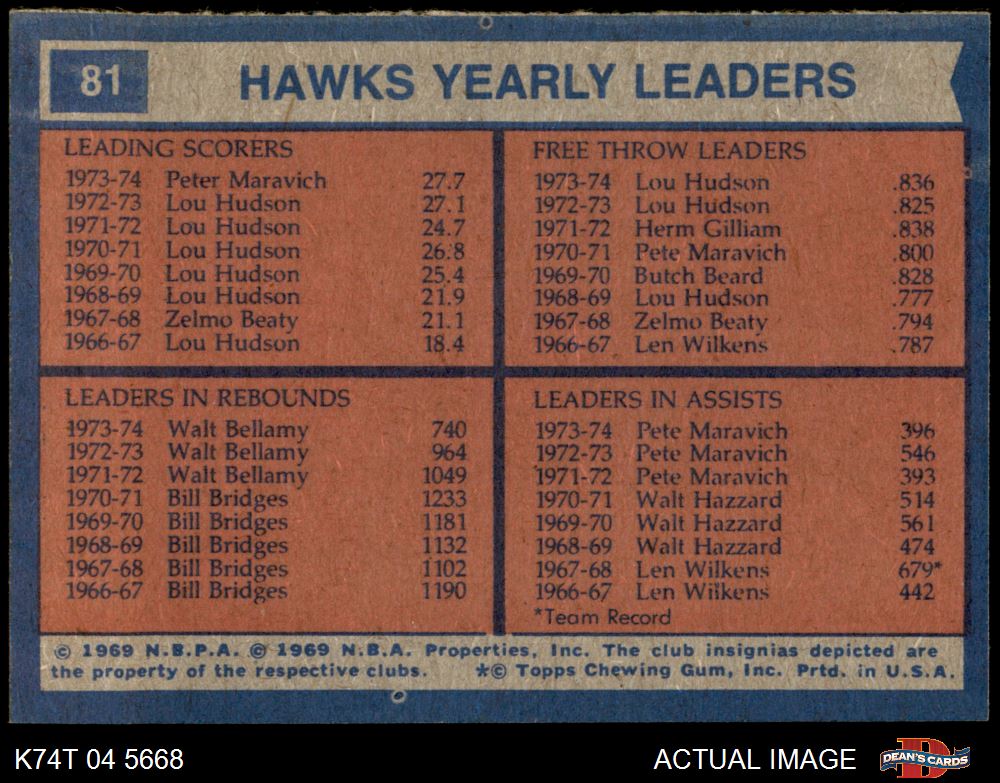 81 HAWKS YEARLY LEADERS
LEADING SCORERS
1973-74 Peter Maravich 27.7
1972-73 Lou Hudson 27.1
1971-72 Lou Hudson 24.7
1970-71 Lou Hudson 26.8
1969-70 Lou Hudson 25.4
1968-69 Lou Hudson 21.9
1967-68 Zelmo Beaty 21.1
1966-67 Lou Hudson 18.4
FREE THROW LEADERS
1973-74 Lou Hudson .836
1972-73 Lou Hudson .825
1971-72 Herm Gilliam .838
1970-71 Pete Maravich .800
1969-70 Butch Beard .828
1968-69 Lou Hudson .777
1967-68 Zelmo Beaty .794
1966-67 Len Wilkens .787
LEADERS IN REBOUNDS
1973-74 Walt Bellamy 740
1972-73 Walt Bellamy 964
1971-72 Walt Bellamy 1049
1970-71 Bill Bridges 1233
1969-70 Bill Bridges 1181
1968-69 Bill Bridges 1132
1967-68 Bill Bridges 1102
1966-67 Bill Bridges 1190
LEADERS IN ASSISTS
1973-74 Pete Maravich 396
1972-73 Pete Maravich 546
1971-72 Pete Maravich 393
1970-71 Walt Hazzard 514
1969-70 Walt Hazzard 561
1968-69 Walt Hazzard 474
1967-68 Len Wilkens 679*
1966-67 Len Wilkens 442
*Team Record
© 1969 N.B.P.A. © 1969 N.B.A. Properties, Inc. The club insignias depicted are
the property of the respective clubs. *© Topps Chewing Gum, Inc. Prtd. in U.S.A.
K74T 04 5668 ACTUAL IMAGE D DEAN'S CARDS